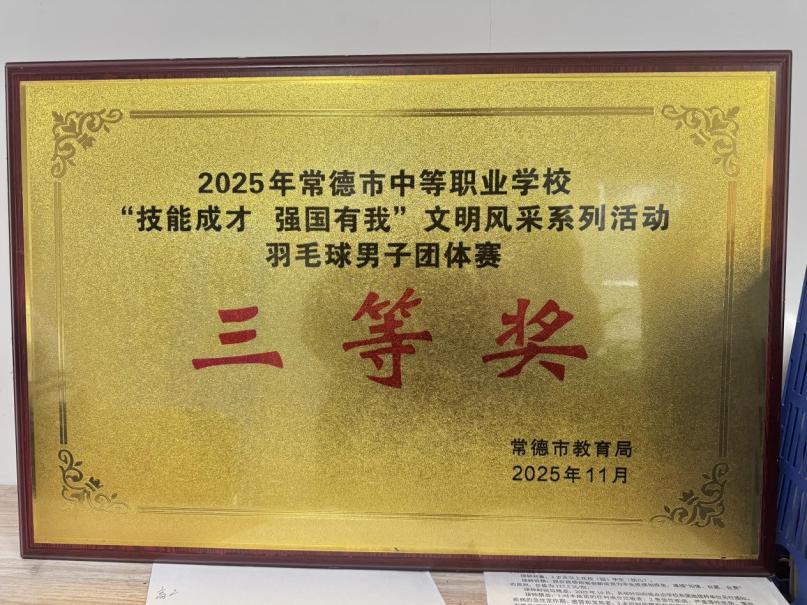 2025年常德市中等职业学校
“技能成才 强国有我”文明风采系列活动
羽毛球男子团体赛
三等奖
常德市教育局
2025年11月